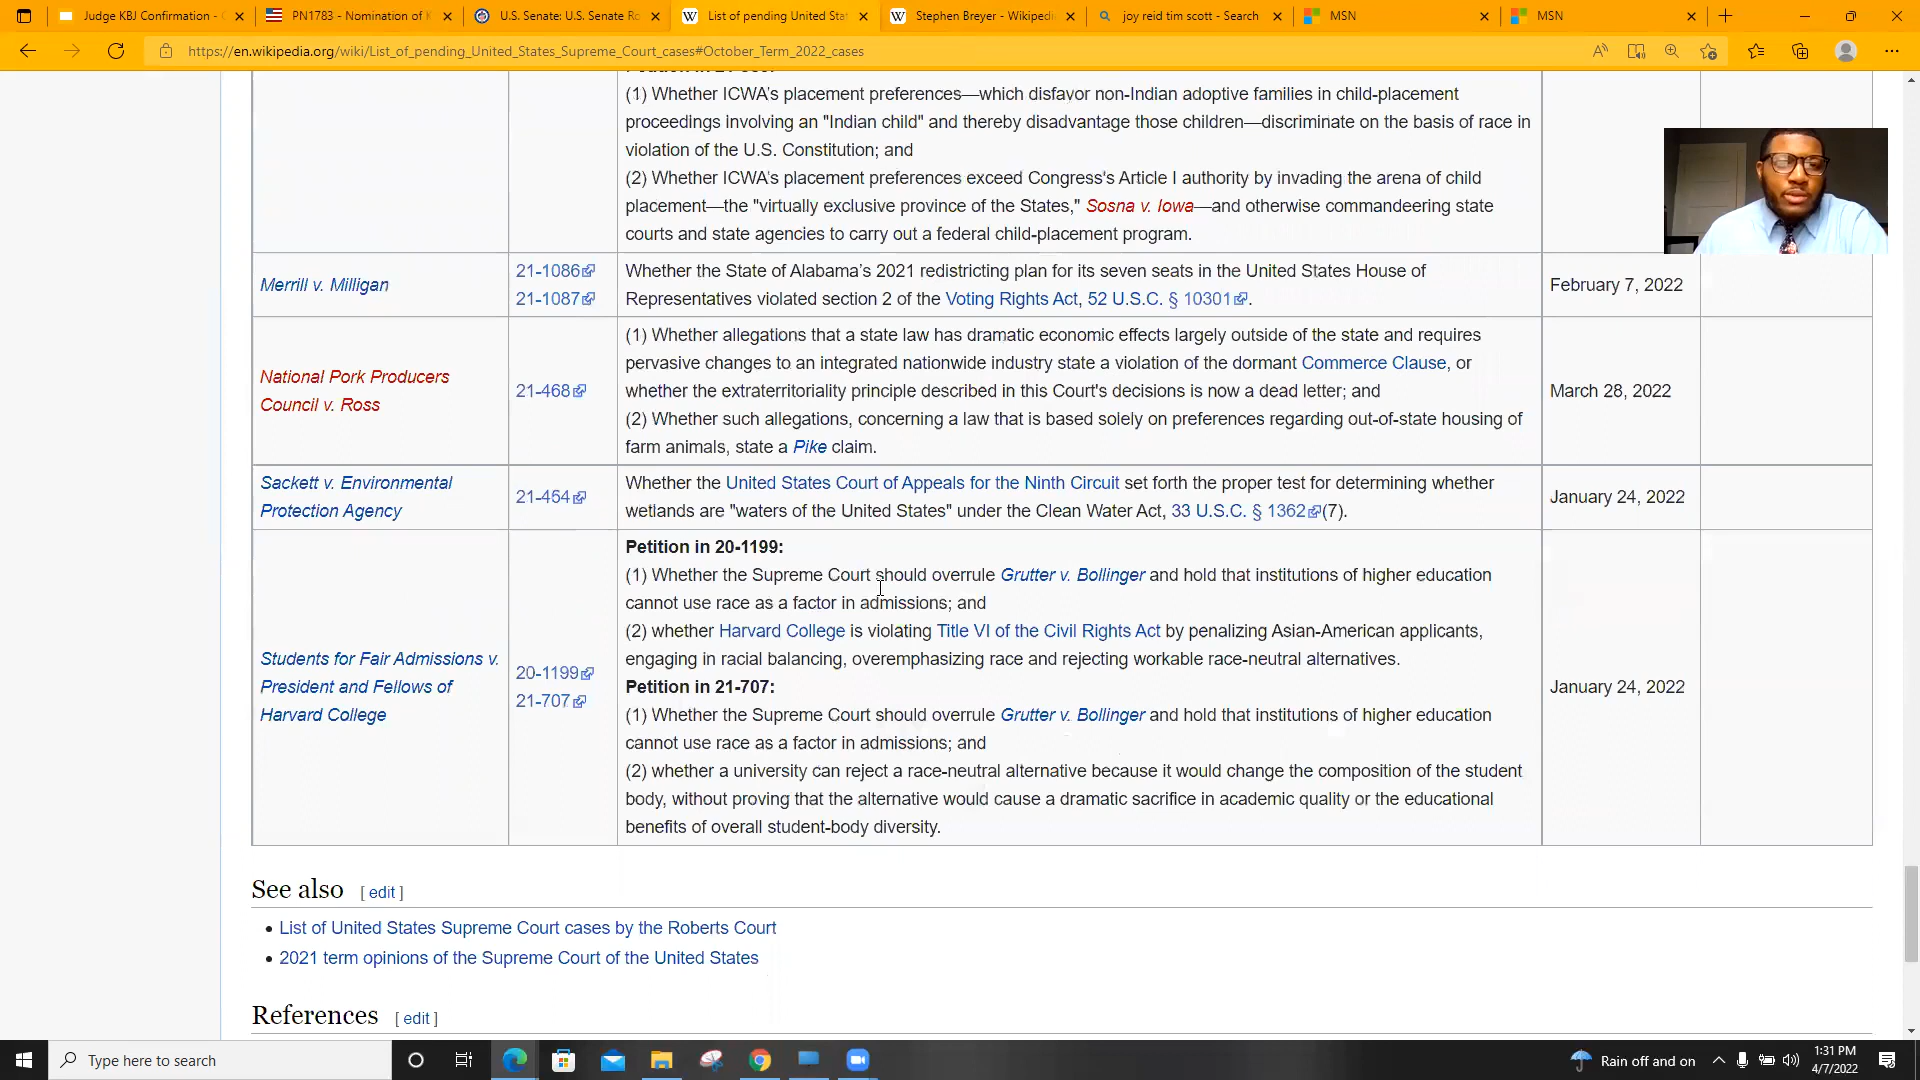 Judge KBJ Confirmation -
PN1783 - Nomination of K
U.S. Senate: U.S. Senate Ro
List of pending United Sta
Stephen Breyer - Wikipedi
joy reid tim scott - Search
MSN
MSN
https://en.wikipedia.org/wiki/List_of_pending_United_States_Supreme_Court_cases#October_Term_2022_cases
(1) Whether ICWA's placement preferences—which disfavor non-Indian adoptive families in child-placement
proceedings involving an "Indian child" and thereby disadvantage those children—discriminate on the basis of race in
violation of the U.S. Constitution; and
(2) Whether ICWA's placement preferences exceed Congress's Article I authority by invading the arena of child
placement—the "virtually exclusive province of the States," Sosna v. Iowa—and otherwise commandeering state
courts and state agencies to carry out a federal child-placement program.
Merrill v. Milligan
21-1086
21-1087
Whether the State of Alabama's 2021 redistricting plan for its seven seats in the United States House of
Representatives violated section 2 of the Voting Rights Act, 52 U.S.C. § 10301.
February 7, 2022
National Pork Producers
Council v. Ross
21-468
(1) Whether allegations that a state law has dramatic economic effects largely outside of the state and requires
pervasive changes to an integrated nationwide industry state a violation of the dormant Commerce Clause, or
whether the extraterritoriality principle described in this Court's decisions is now a dead letter; and
(2) Whether such allegations, concerning a law that is based solely on preferences regarding out-of-state housing of
farm animals, state a Pike claim.
March 28, 2022
Sackett v. Environmental
Protection Agency
21-454
Whether the United States Court of Appeals for the Ninth Circuit set forth the proper test for determining whether
wetlands are "waters of the United States" under the Clean Water Act, 33 U.S.C. § 1362(7).
January 24, 2022
Students for Fair Admissions v.
President and Fellows of
Harvard College
20-1199
21-707
Petition in 20-1199:
(1) Whether the Supreme Court should overrule Grutter v. Bollinger and hold that institutions of higher education
cannot use race as a factor in admissions; and
(2) whether Harvard College is violating Title VI of the Civil Rights Act by penalizing Asian-American applicants,
engaging in racial balancing, overemphasizing race and rejecting workable race-neutral alternatives.
Petition in 21-707:
(1) Whether the Supreme Court should overrule Grutter v. Bollinger and hold that institutions of higher education
cannot use race as a factor in admissions; and
(2) whether a university can reject a race-neutral alternative because it would change the composition of the student
body, without proving that the alternative would cause a dramatic sacrifice in academic quality or the educational
benefits of overall student-body diversity.
January 24, 2022
See also [ edit ]
• List of United States Supreme Court cases by the Roberts Court
• 2021 term opinions of the Supreme Court of the United States
References [ edit ]
Type here to search
Rain off and on
1:31 PM
4/7/2022